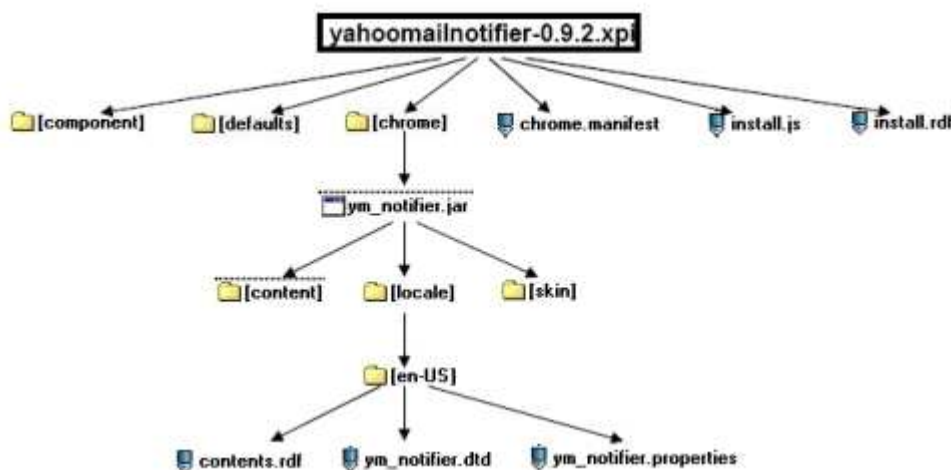 yahoomailnotifier-0.9.2.xpi
[component] [defaults] [chrome] chrome.manifest install.js install.rdf
ym_notifier.jar
[content] [locale] [skin]
[en-US]
contents.rdf ym_notifier.dtd ym_notifier.properties